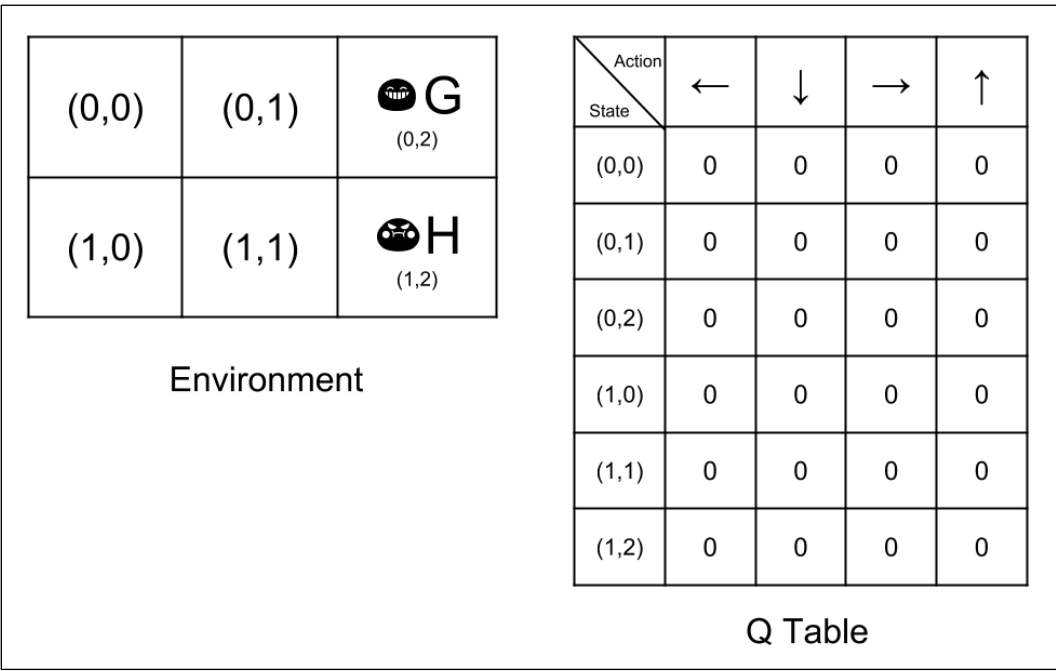 (0,0) (0,1) G
(0,2)
(1,0) (1,1) H
(1,2)
Environment
Action
State
← ↓ → ↑
(0,0) 0 0 0 0
(0,1) 0 0 0 0
(0,2) 0 0 0 0
(1,0) 0 0 0 0
(1,1) 0 0 0 0
(1,2) 0 0 0 0
Q Table